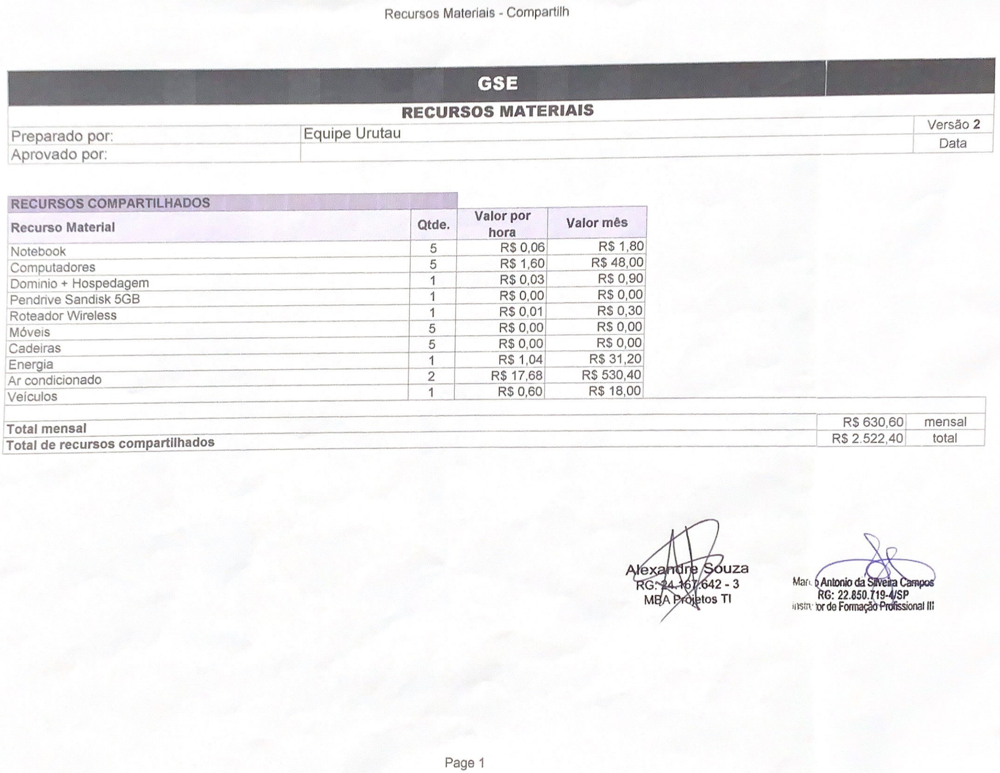 Recursos Materiais - Compartilh
GSE
RECURSOS MATERIAIS
Preparado por: Equipe Urutau Versão 2
Aprovado por: Data
RECURSOS COMPARTILHADOS
Recurso Material Qtde. Valor por hora Valor mês
Notebook 5 R$ 0,06 R$ 1,80
Computadores 5 R$ 1,60 R$ 48,00
Dominio + Hospedagem 1 R$ 0,03 R$ 0,90
Pendrive Sandisk 5GB 1 R$ 0,00 R$ 0,00
Roteador Wireless 1 R$ 0,01 R$ 0,30
Móveis 5 R$ 0,00 R$ 0,00
Cadeiras 5 R$ 0,00 R$ 0,00
Energia 1 R$ 1,04 R$ 31,20
Ar condicionado 2 R$ 17,68 R$ 530,40
Veículos 1 R$ 0,60 R$ 18,00
Total mensal R$ 630,60 mensal
Total de recursos compartilhados R$ 2.522,40 total
Alexandre Souza
RG: 24.167.642 - 3
MBA Projetos TI
Antonio da Silveira Campos
RG: 22.850.719-4/SP
de Formação Profissional III
Page 1